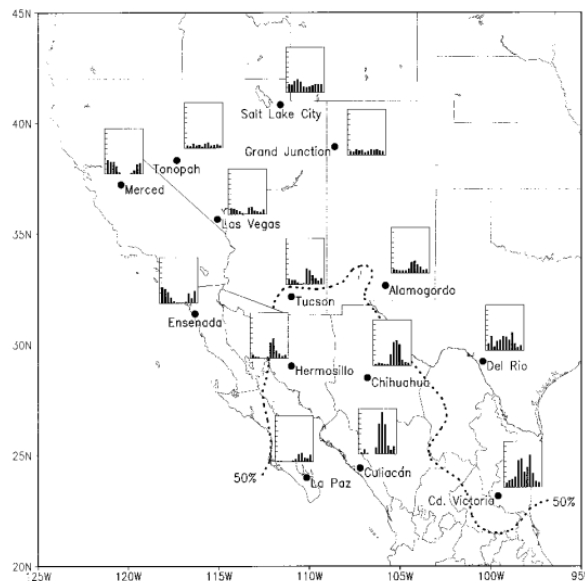 45N
Salt Lake City
40N
Grand Junction
Tonopah
Merced
Las Vegas
35N
Alamogordo
Tucson
Ensenada
Del Rio
30N
Hermosillo
Chihuahua
25N
50%
La Paz
Culiacán
Cd. Victoria
50%
20N
125W
120W
115W
110W
105W
100W
95W